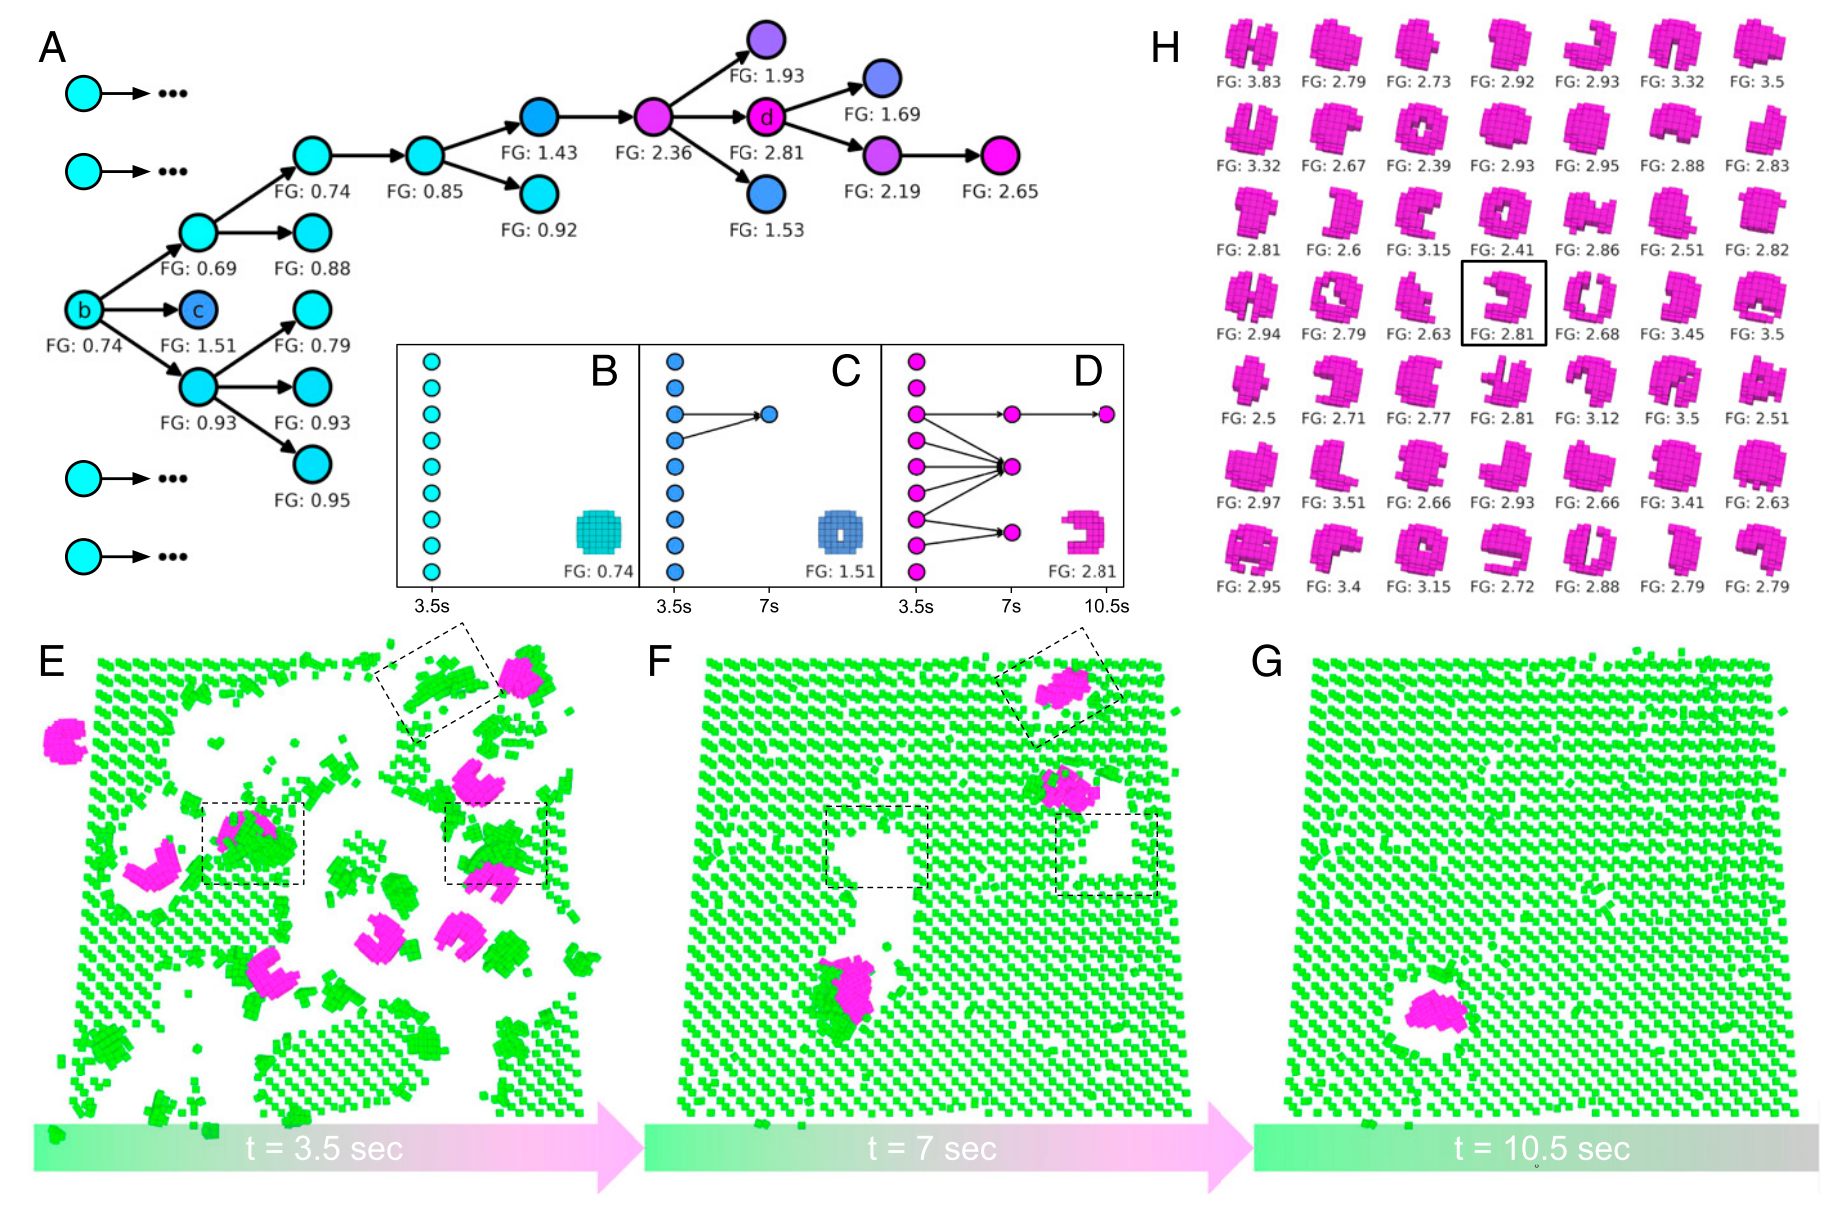 A
FG: 1.93
FG: 1.69
d
FG: 1.43
FG: 2.36
FG: 2.81
FG: 0.74
FG: 0.85
FG: 2.19
FG: 2.65
FG: 0.92
FG: 1.53
FG: 0.69
FG: 0.88
b
c
FG: 0.74
FG: 1.51
FG: 0.79
FG: 0.93
FG: 0.93
FG: 0.95
B
FG: 0.74
3.5s
C
FG: 1.51
3.5s
7s
D
FG: 2.81
3.5s
7s
10.5s
H
FG: 3.83 FG: 2.79 FG: 2.73 FG: 2.92 FG: 2.93 FG: 3.32 FG: 3.5
FG: 3.32 FG: 2.67 FG: 2.39 FG: 2.93 FG: 2.95 FG: 2.88 FG: 2.83
FG: 2.81 FG: 2.6 FG: 3.15 FG: 2.41 FG: 2.86 FG: 2.51 FG: 2.82
FG: 2.94 FG: 2.79 FG: 2.63 FG: 2.81 FG: 2.68 FG: 3.45 FG: 3.5
FG: 2.5 FG: 2.71 FG: 2.77 FG: 2.81 FG: 3.12 FG: 3.5 FG: 2.51
FG: 2.97 FG: 3.51 FG: 2.66 FG: 2.93 FG: 2.66 FG: 3.41 FG: 2.63
FG: 2.95 FG: 3.4 FG: 3.15 FG: 2.72 FG: 2.88 FG: 2.79 FG: 2.79
E
t = 3.5 sec
F
t = 7 sec
G
t = 10.5 sec